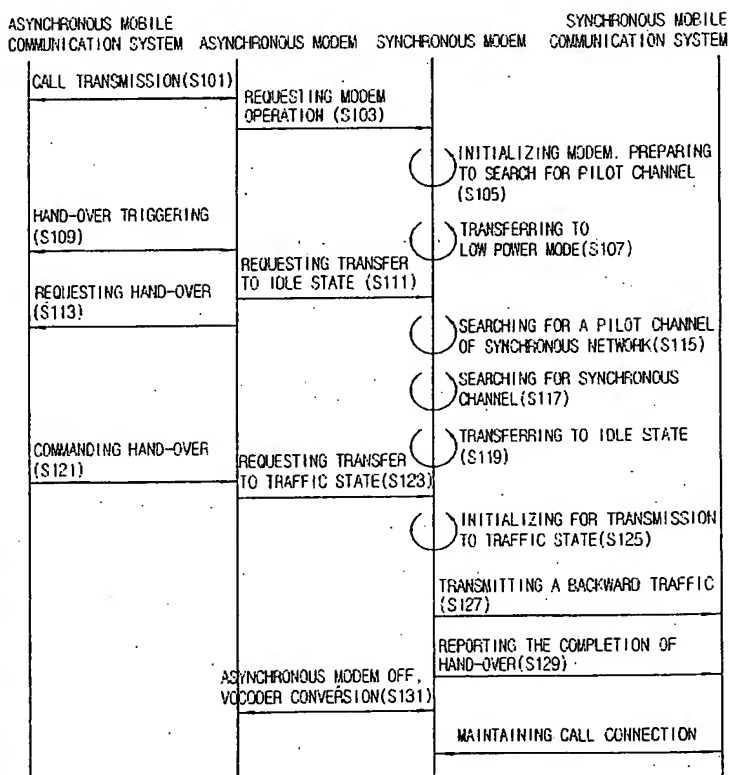 ASYNCHRONOUS MOBILE
COMMUNICATION SYSTEM
ASYNCHRONOUS MODEM
SYNCHRONOUS MODEM
SYNCHRONOUS MOBILE
COMMUNICATION SYSTEM
CALL TRANSMISSION(S101)
REQUESTING MODEM
OPERATION (S103)
INITIALIZING MODEM. PREPARING
TO SEARCH FOR PILOT CHANNEL
(S105)
TRANSFERRING TO
LOW POWER MODE(S107)
HAND-OVER TRIGGERING
(S109)
REQUESTING TRANSFER
TO IDLE STATE (S111)
REQUESTING HAND-OVER
(S113)
SEARCHING FOR A PILOT CHANNEL
OF SYNCHRONOUS NETWORK(S115)
SEARCHING FOR SYNCHRONOUS
CHANNEL(S117)
TRANSFERRING TO IDLE STATE
(S119)
COMMANDING HAND-OVER
(S121)
REQUESTING TRANSFER
TO TRAFFIC STATE(S123)
INITIALIZING FOR TRANSMISSION
TO TRAFFIC STATE(S125)
TRANSMITTING A BACKWARD TRAFFIC
(S127)
REPORTING THE COMPLETION OF
HAND-OVER(S129)
ASYNCHRONOUS MODEM OFF,
VOCODER CONVERSION(S131)
MAINTAINING CALL CONNECTION